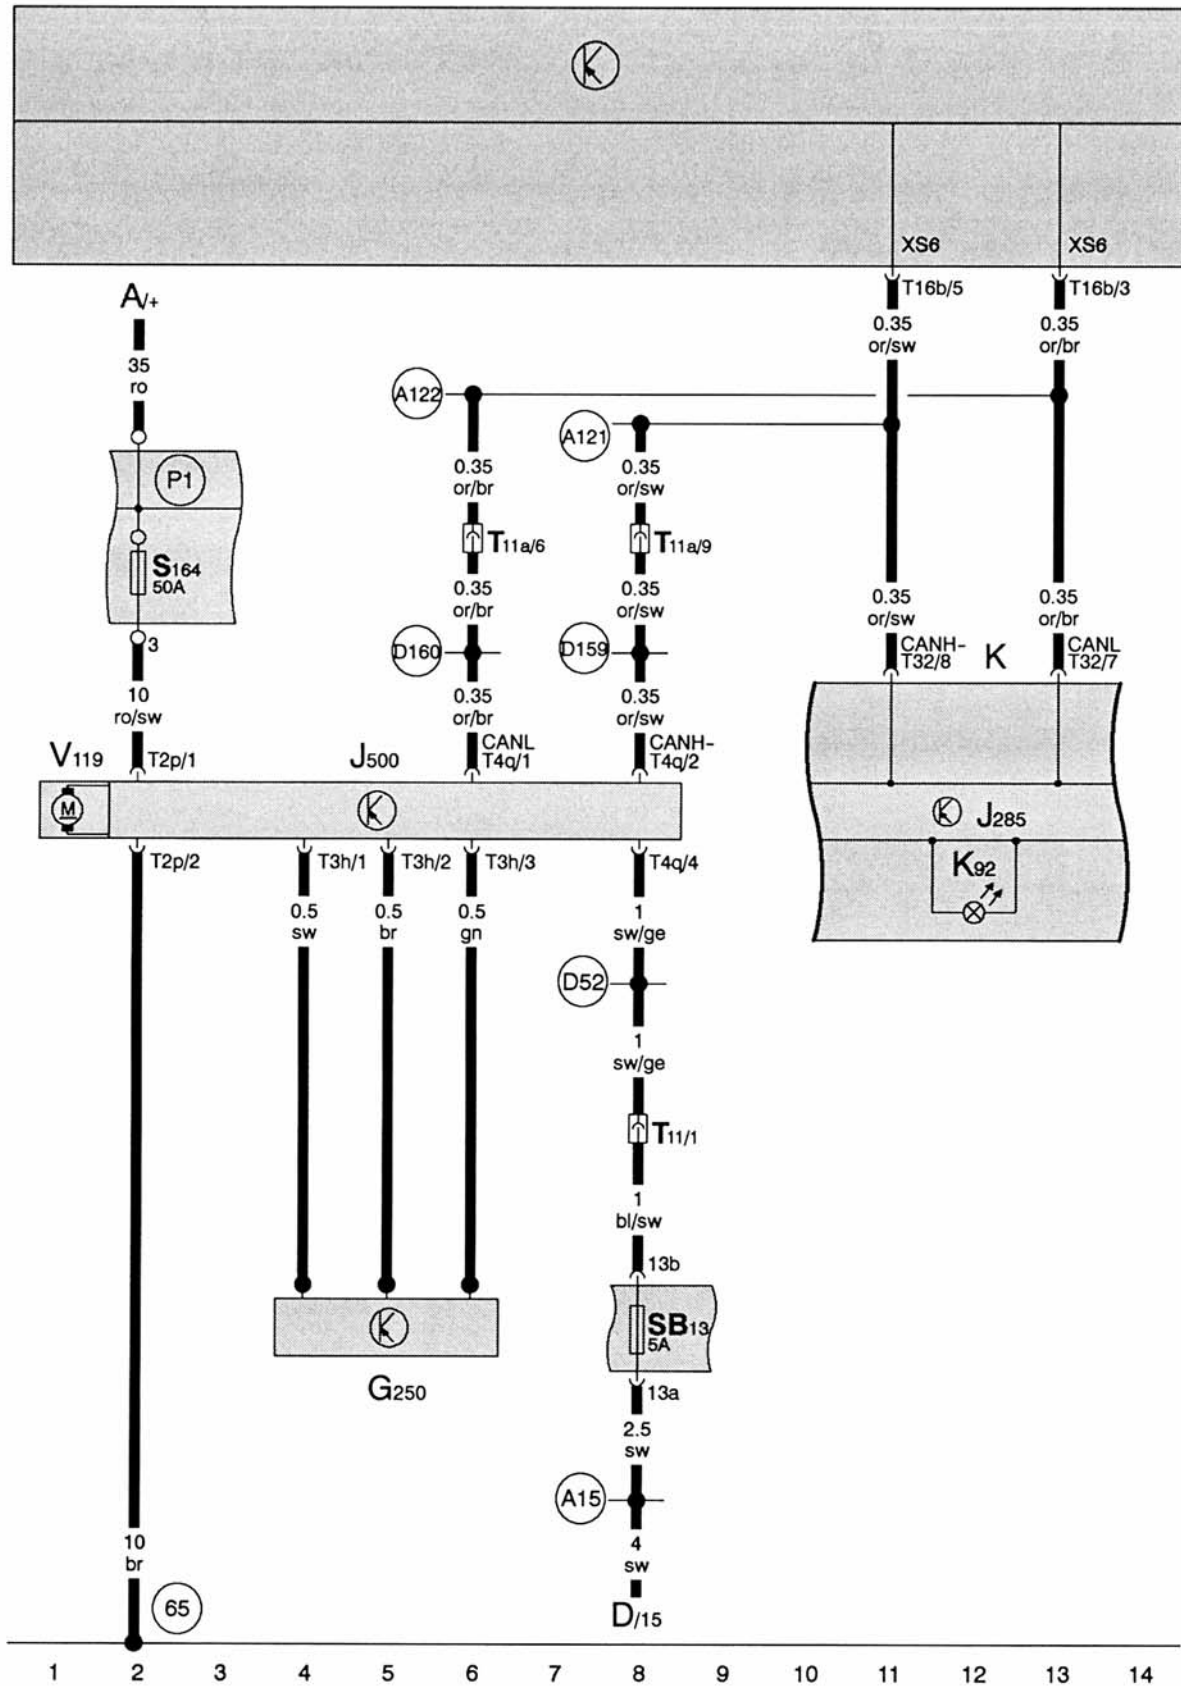 XS6 XS6
A/+ T16b/5 T16b/3
35 0.35 0.35
ro or/sw or/br
A122
A121
P1 0.35 0.35
or/br or/sw
S164 T11a/6 T11a/9
50A
0.35 0.35 0.35 0.35
or/br or/sw or/sw or/br
3 D160 D159 CANH- K CANL
T32/8 T32/7
10 0.35 0.35
ro/sw or/br or/sw
V119 T2p/1 J500 CANL CANH-
T4q/1 T4q/2
M J285
T2p/2 T3h/1 T3h/2 T3h/3 T4q/4 K92
0.5 0.5 0.5 1
sw br gn sw/ge
D52
1
sw/ge
T11/1
1
bl/sw
13b
SB13
5A
G250 13a
2.5
sw
A15
10 4
br sw
65 D/15
1 2 3 4 5 6 7 8 9 10 11 12 13 14